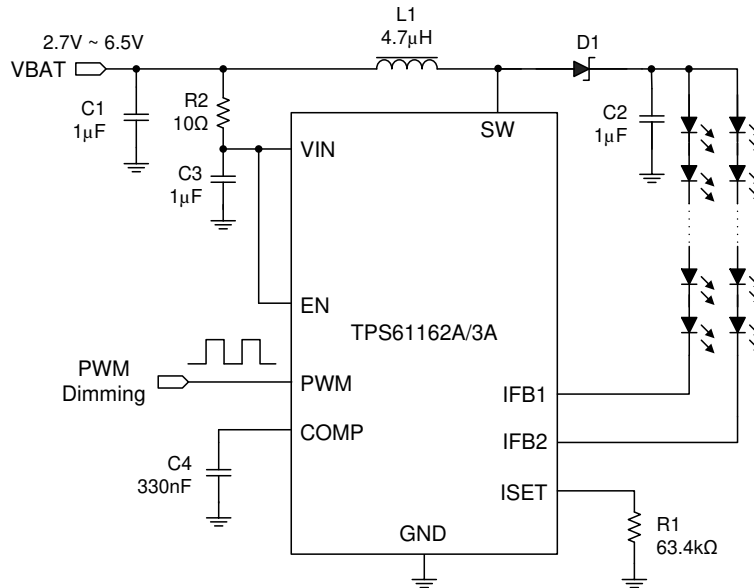 L1
4.7μH
2.7V ~ 6.5V
VBAT
D1
C1
1μF
R2
10Ω
C3
1μF
VIN
SW
C2
1μF
EN
TPS61162A/3A
PWM
Dimming
PWM
IFB1
COMP
IFB2
C4
330nF
ISET
GND
R1
63.4kΩ